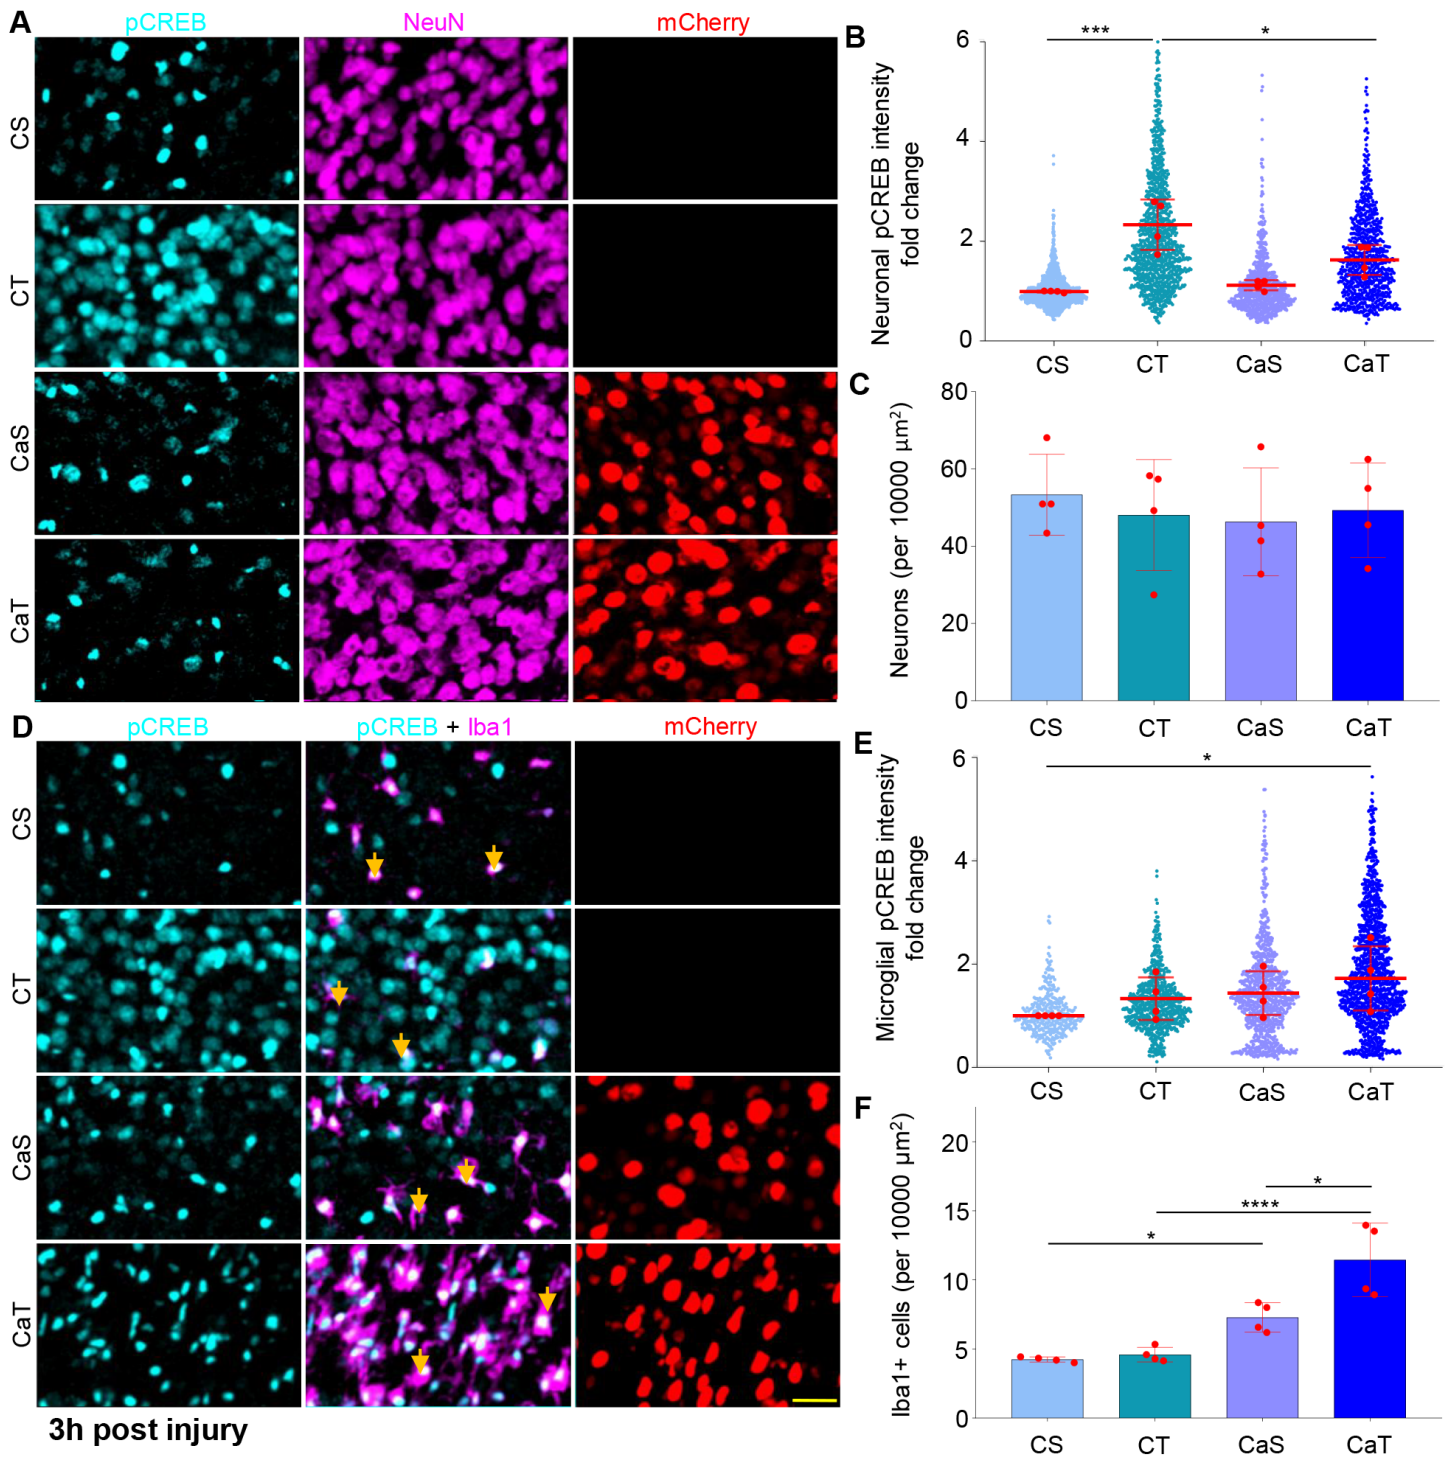 A
pCREB
NeuN
mCherry
CS
CT
CaS
CaT
B
Neuronal pCREB intensity
fold change
6
4
2
0
***
*
CS
CT
CaS
CaT
C
Neurons (per 10000 µm²)
80
60
40
20
0
CS
CT
CaS
CaT
D
pCREB
pCREB + Iba1
mCherry
CS
CT
CaS
CaT
3h post injury
E
Microglial pCREB intensity
fold change
6
4
2
0
*
CS
CT
CaS
CaT
F
Iba1+ cells (per 10000 µm²)
20
15
10
5
0
*
****
*
CS
CT
CaS
CaT